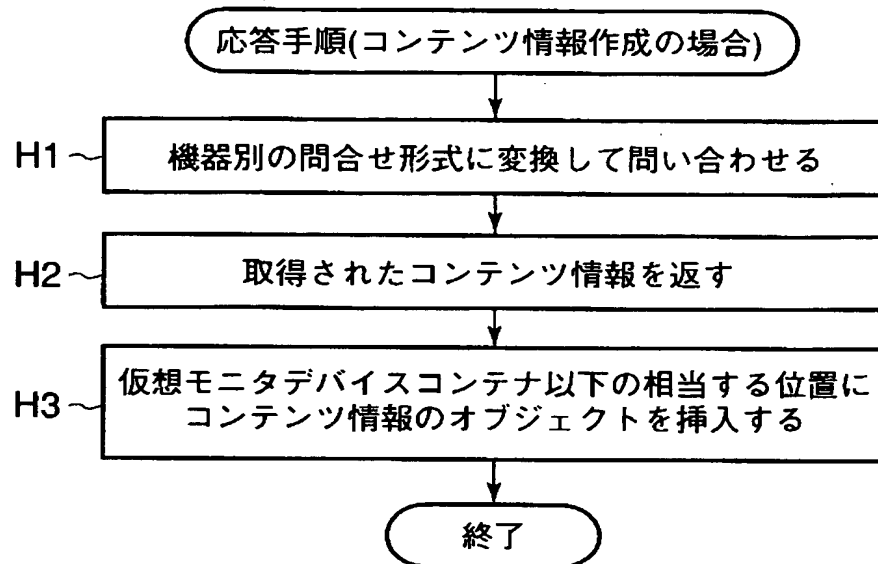 応答手順(コンテンツ情報作成の場合)
H1
機器別の問合せ形式に変換して問い合わせる
H2
取得されたコンテンツ情報を返す
H3
仮想モニタデバイスコンテナ以下の相当する位置に
コンテンツ情報のオブジェクトを挿入する
終了